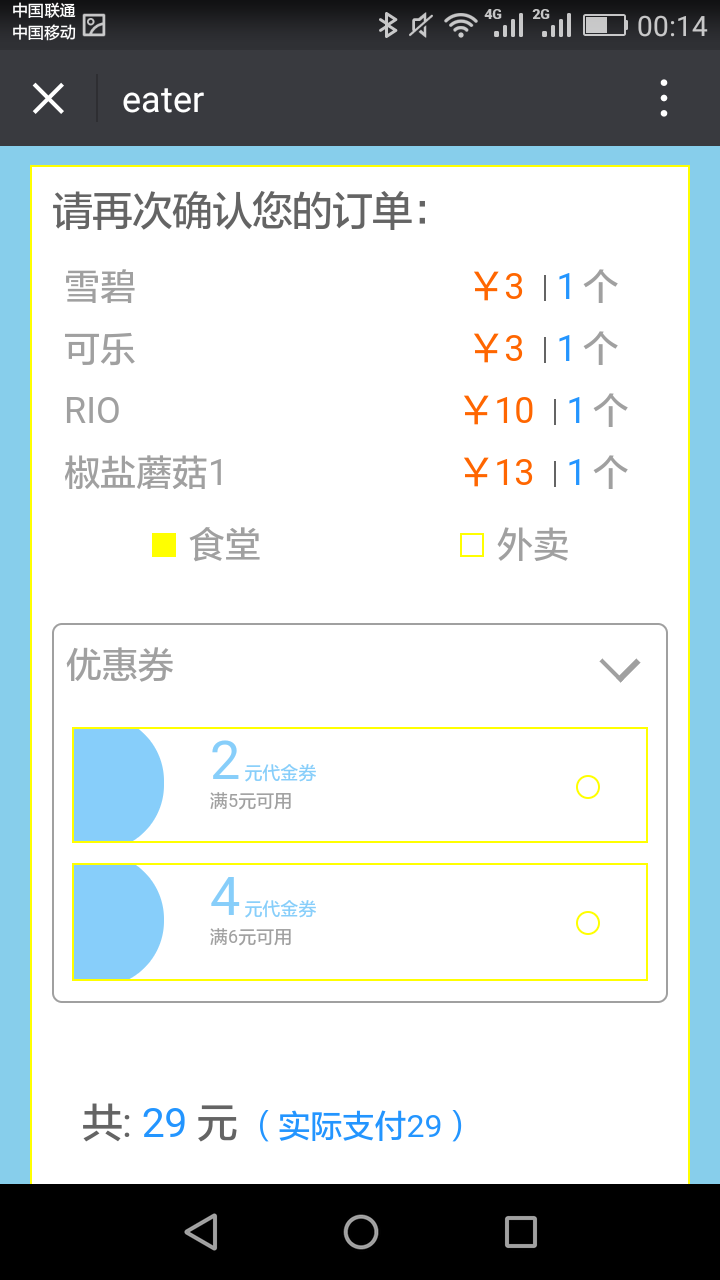 中国联通
中国移动
4G 2G 00:14
eater
请再次确认您的订单：
雪碧 ￥3 | 1 个
可乐 ￥3 | 1 个
RIO ￥10 | 1 个
椒盐蘑菇1 ￥13 | 1 个
食堂 外卖
优惠券
2 元代金券
满5元可用
4 元代金券
满6元可用
共: 29 元（ 实际支付29 ）